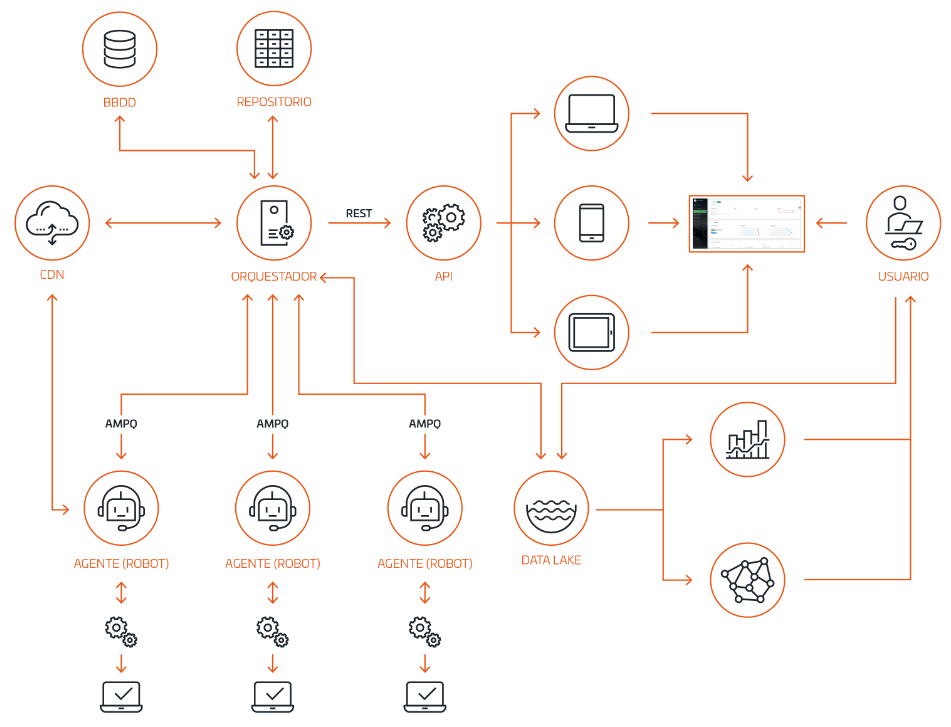 BBDD
REPOSITORIO
CDN
ORQUESTADOR
REST
API
USUARIO
AMPQ
AMPQ
AMPQ
AGENTE (ROBOT)
AGENTE (ROBOT)
AGENTE (ROBOT)
DATA LAKE